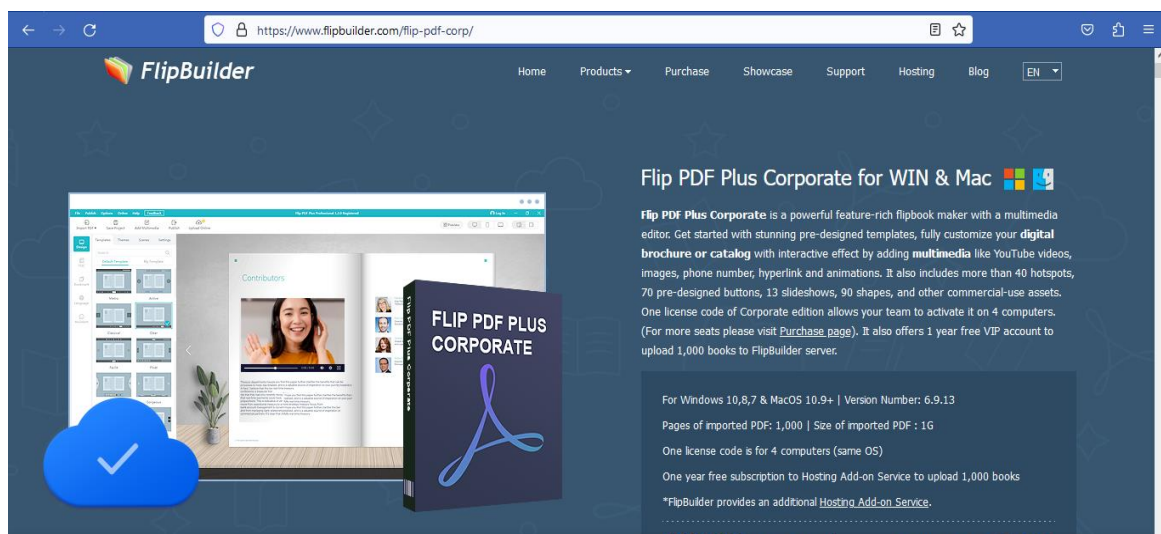 https://www.flipbuilder.com/flip-pdf-corp/
FlipBuilder
Home Products Purchase Showcase Support Hosting Blog EN
Flip PDF Plus Corporate for WIN & Mac
Flip PDF Plus Corporate is a powerful feature-rich flipbook maker with a multimedia
editor. Get started with stunning pre-designed templates, fully customize your digital
brochure or catalog with interactive effect by adding multimedia like YouTube videos,
images, phone number, hyperlink and animations. It also includes more than 40 hotspots,
70 pre-designed buttons, 13 slideshows, 90 shapes, and other commercial-use assets.
One license code of Corporate edition allows your team to activate it on 4 computers.
(For more seats please visit Purchase page). It also offers 1 year free VIP account to
upload 1,000 books to FlipBuilder server.
For Windows 10,8,7 & MacOS 10.9+ | Version Number: 6.9.13
Pages of imported PDF: 1,000 | Size of imported PDF : 1G
One license code is for 4 computers (same OS)
One year free subscription to Hosting Add-on Service to upload 1,000 books
*FlipBuilder provides an additional Hosting Add-on Service.
Contributors
FLIP PDF PLUS
CORPORATE
Flip PDF Plus Corporate